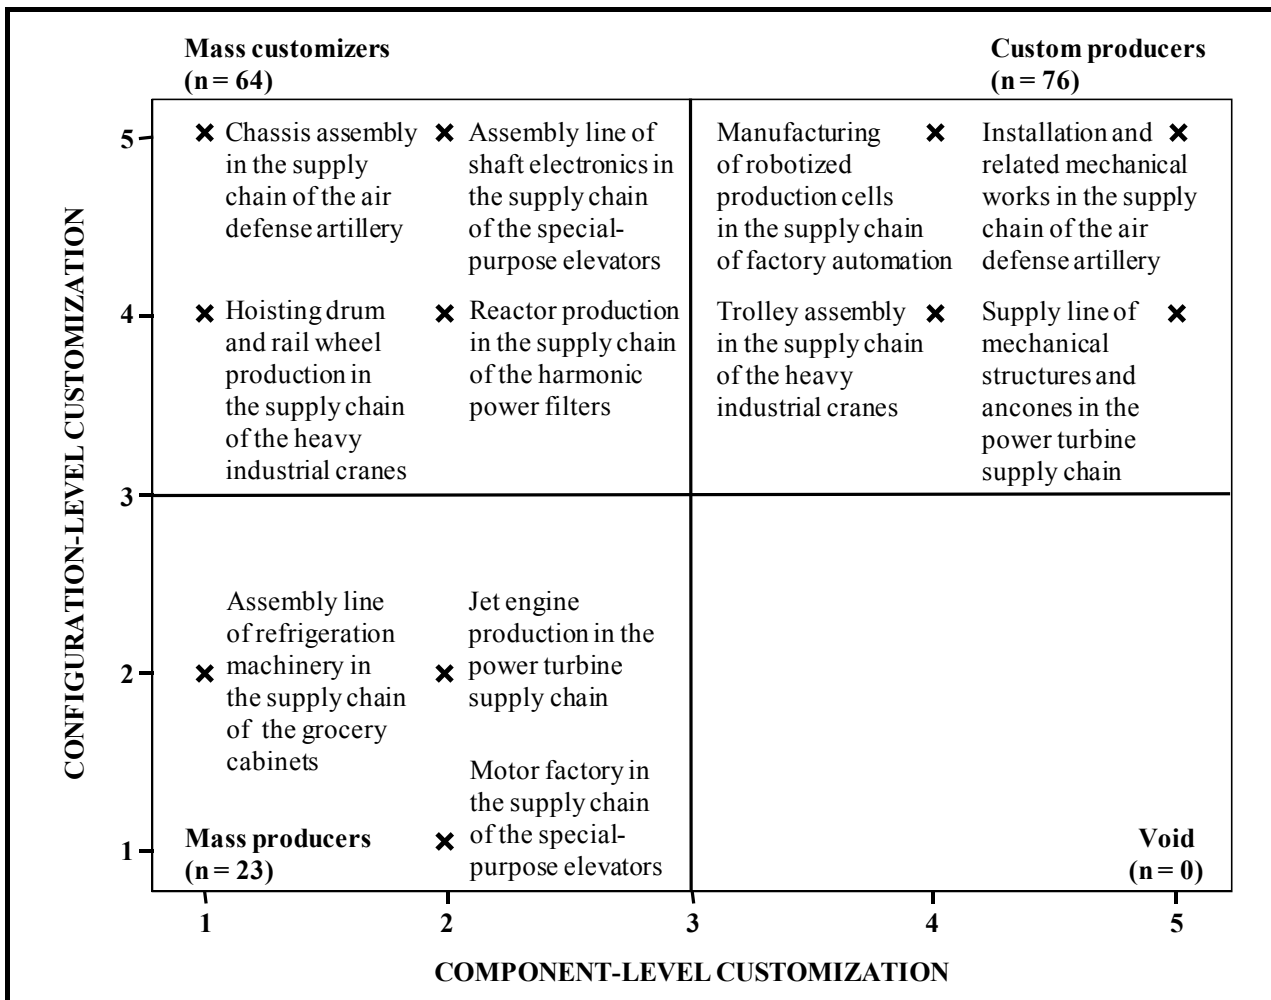 Mass customizers
(n = 64)
Custom producers
(n = 76)
CONFIGURATION-LEVEL CUSTOMIZATION
5
4
3
2
1
Chassis assembly
in the supply
chain of the air
defense artillery
Assembly line of
shaft electronics in
the supply chain
of the special-
purpose elevators
Manufacturing
of robotized
production cells
in the supply chain
of factory automation
Installation and
related mechanical
works in the supply
chain of the air
defense artillery
Hoisting drum
and rail wheel
production in
the supply chain
of the heavy
industrial cranes
Reactor production
in the supply chain
of the harmonic
power filters
Trolley assembly
in the supply chain
of the heavy
industrial cranes
Supply line of
mechanical
structures and
ancones in the
power turbine
supply chain
Assembly line
of refrigeration
machinery in
the supply chain
of the grocery
cabinets
Jet engine
production in the
power turbine
supply chain
Motor factory in
the supply chain
of the special-
purpose elevators
Mass producers
(n = 23)
Void
(n = 0)
1
2
3
4
5
COMPONENT-LEVEL CUSTOMIZATION